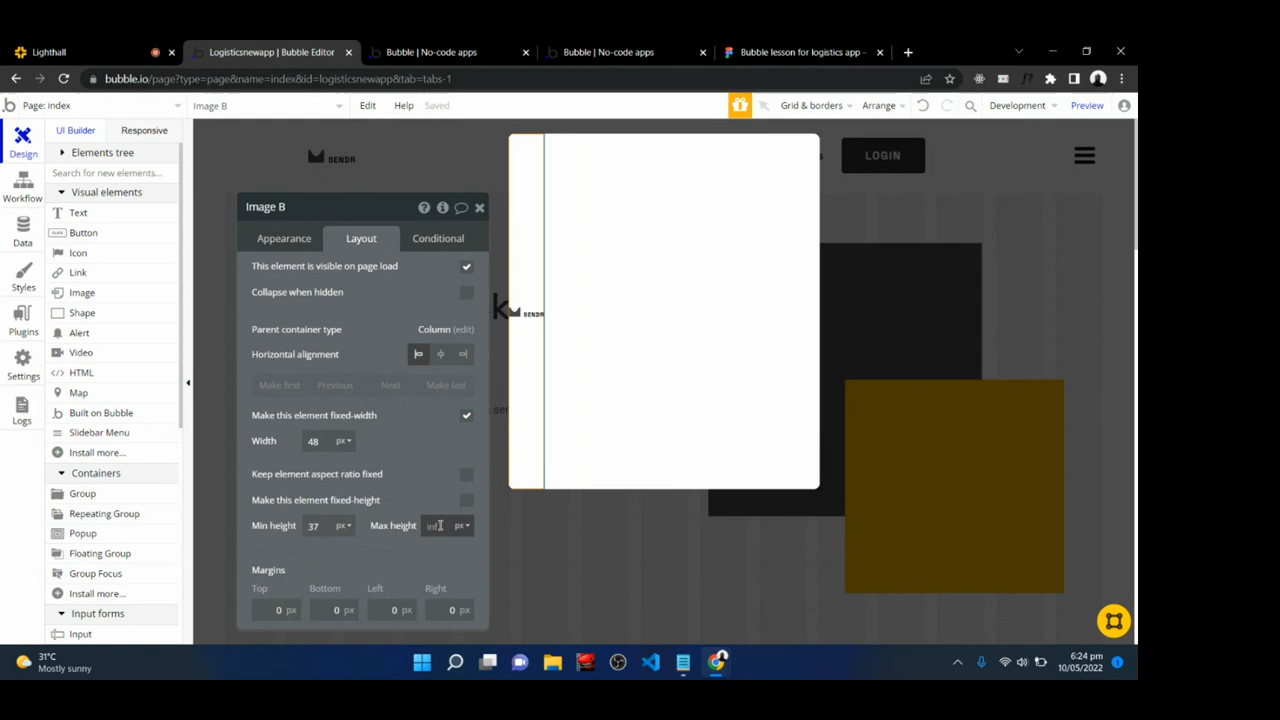 Lighthall
Logisticsnewapp | Bubble Editor
Bubble | No-code apps
Bubble | No-code apps
Bubble lesson for logistics app –
bubble.io/page?type=page&name=index&id=logisticsnewapp&tab=tabs-1
Page: index
Image B
Edit
Help
Saved
Grid & borders
Arrange
Development
Preview
Design
Workflow
Data
Styles
Plugins
Settings
Logs
UI Builder
Responsive
Elements tree
Search for new elements...
Visual elements
Text
Button
Icon
Link
Image
Shape
Alert
Video
HTML
Map
Built on Bubble
Slidebar Menu
Install more...
Containers
Group
Repeating Group
Popup
Floating Group
Group Focus
Install more...
Input forms
Input
SENDR
LOGIN
Image B
Appearance
Layout
Conditional
This element is visible on page load
Collapse when hidden
Parent container type Column (edit)
Horizontal alignment
Make first Previous Next Make last
Make this element fixed-width
Width 48 px
Keep element aspect ratio fixed
Make this element fixed-height
Min height 37 px Max height inf px
Margins
Top Bottom Left Right
0 px 0 px 0 px 0 px
SENDR
31°C
Mostly sunny
6:24 pm
10/05/2022